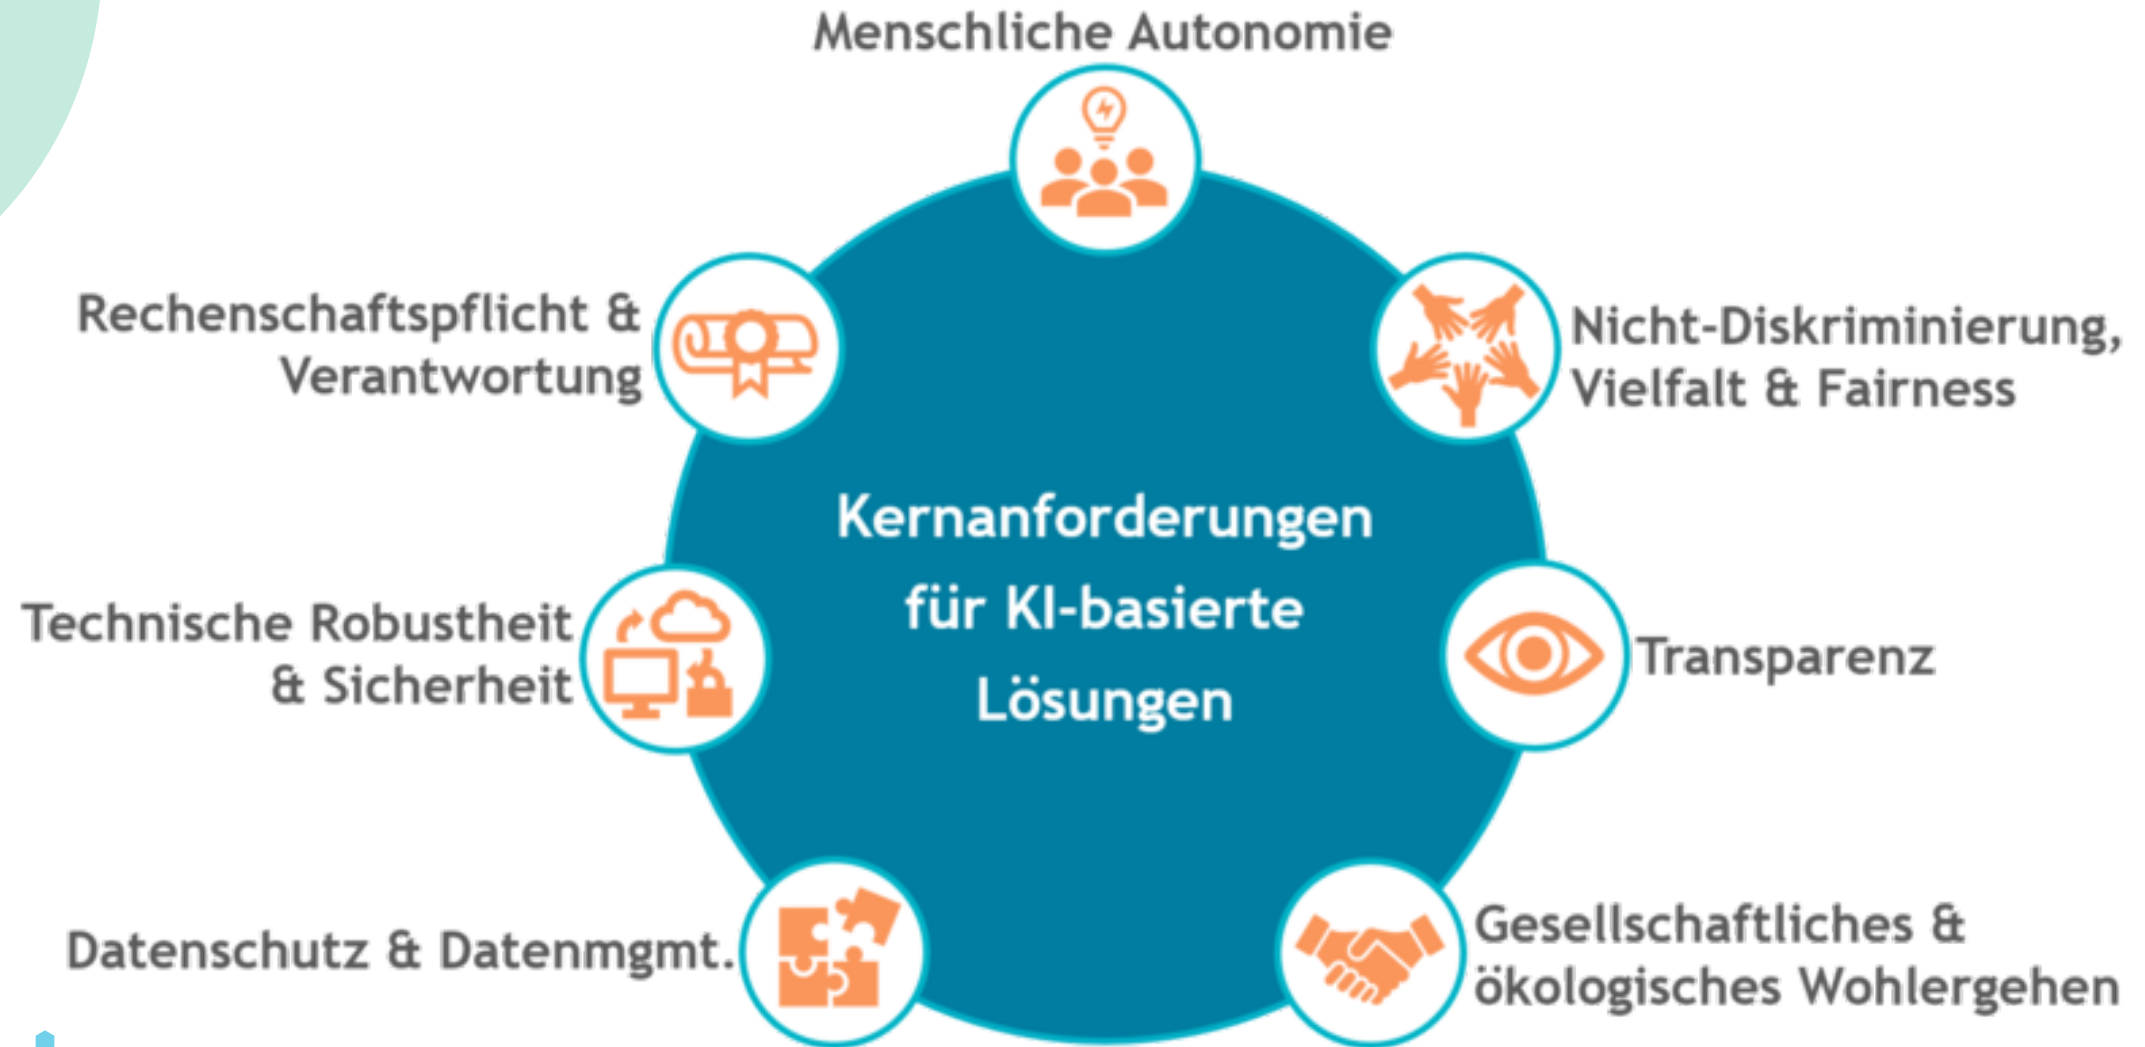 Menschliche Autonomie
Rechenschaftspflicht &
Verantwortung
Nicht-Diskriminierung,
Vielfalt & Fairness
Kernanforderungen
für KI-basierte
Lösungen
Technische Robustheit
& Sicherheit
Transparenz
Datenschutz & Datenmgmt.
Gesellschaftliches &
ökologisches Wohlergehen